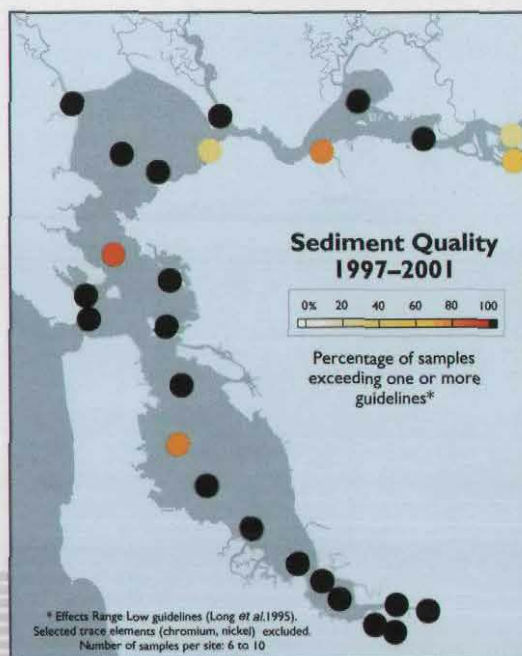 Sediment Quality
1997–2001
0% 20 40 60 80 100
Percentage of samples
exceeding one or more
guidelines*
* Effects Range Low guidelines (Long et al.1995).
Selected trace elements (chromium, nickel) excluded.
Number of samples per site: 6 to 10